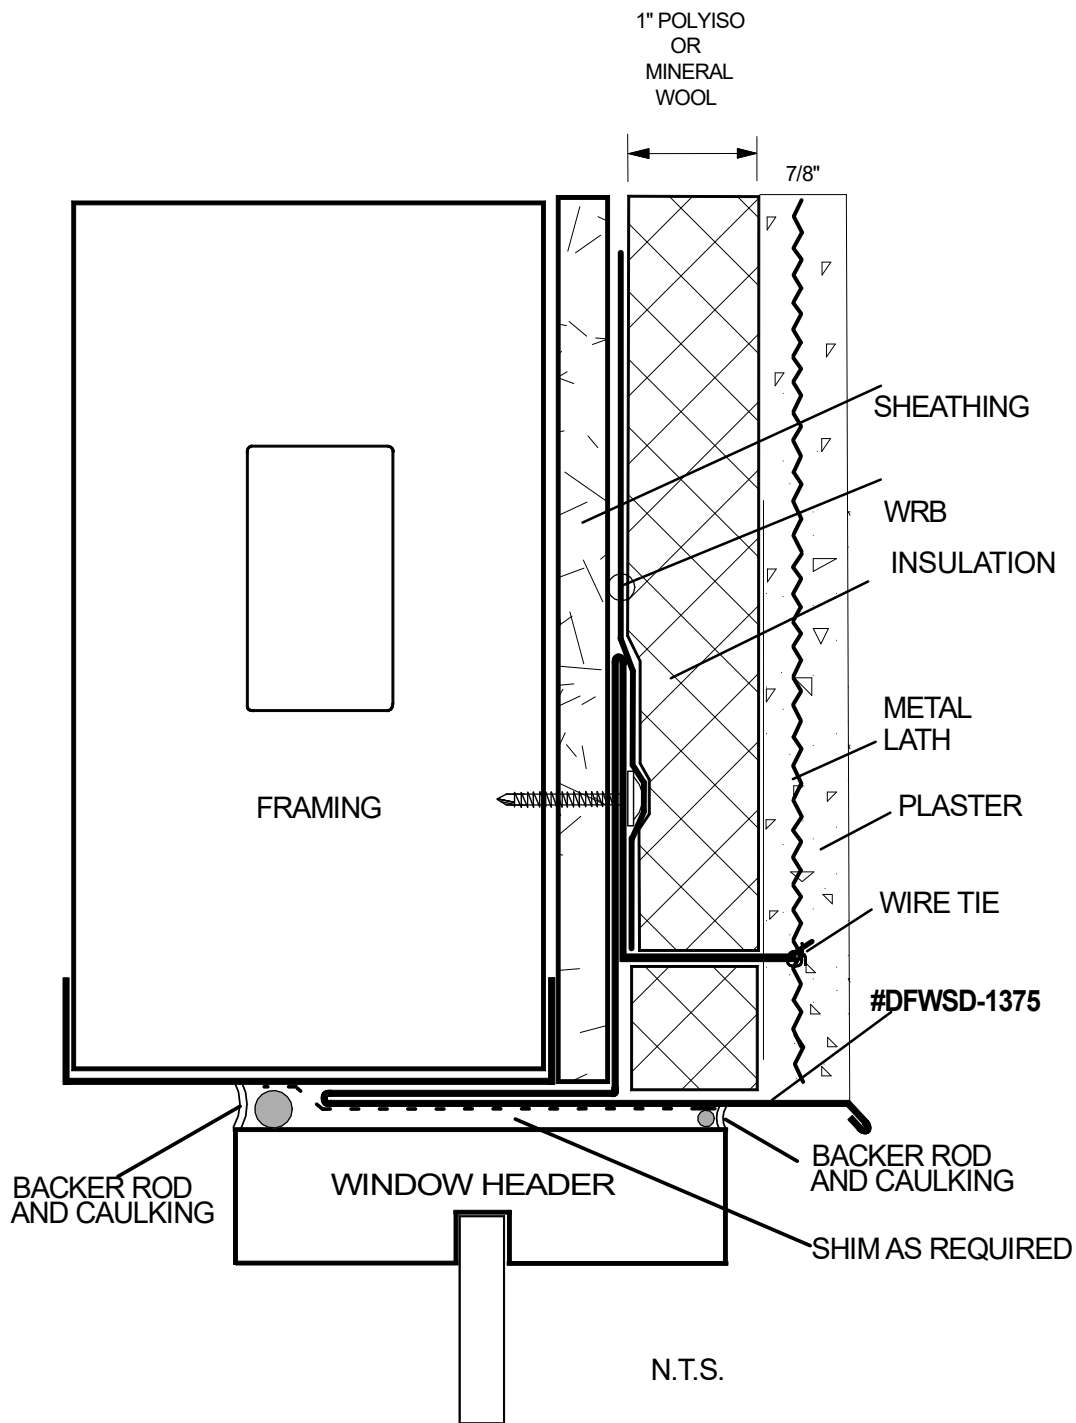 1" POLYISO
OR
MINERAL
WOOL
7/8"
SHEATHING
WRB
INSULATION
METAL
LATH
FRAMING
PLASTER
WIRE TIE
#DFWSD-1375
BACKER ROD
AND CAULKING
WINDOW HEADER
BACKER ROD
AND CAULKING
SHIM AS REQUIRED
N.T.S.